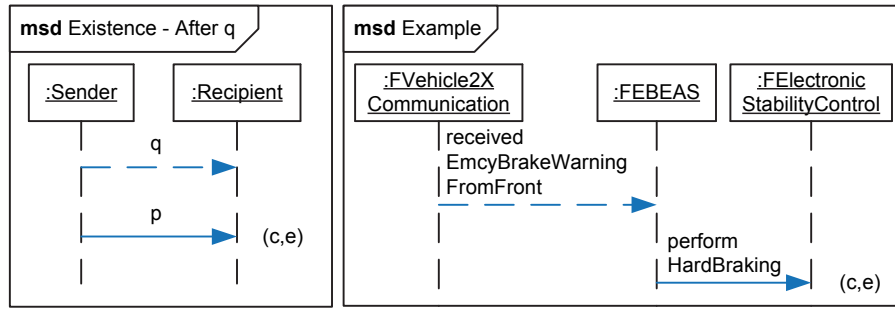 msd Existence - After q
:Sender
:Recipient
q
p
(c,e)
msd Example
:FVehicle2X
Communication
:FEBEAS
:FElectronic
StabilityControl
received
EmcyBrakeWarning
FromFront
perform
HardBraking
(c,e)